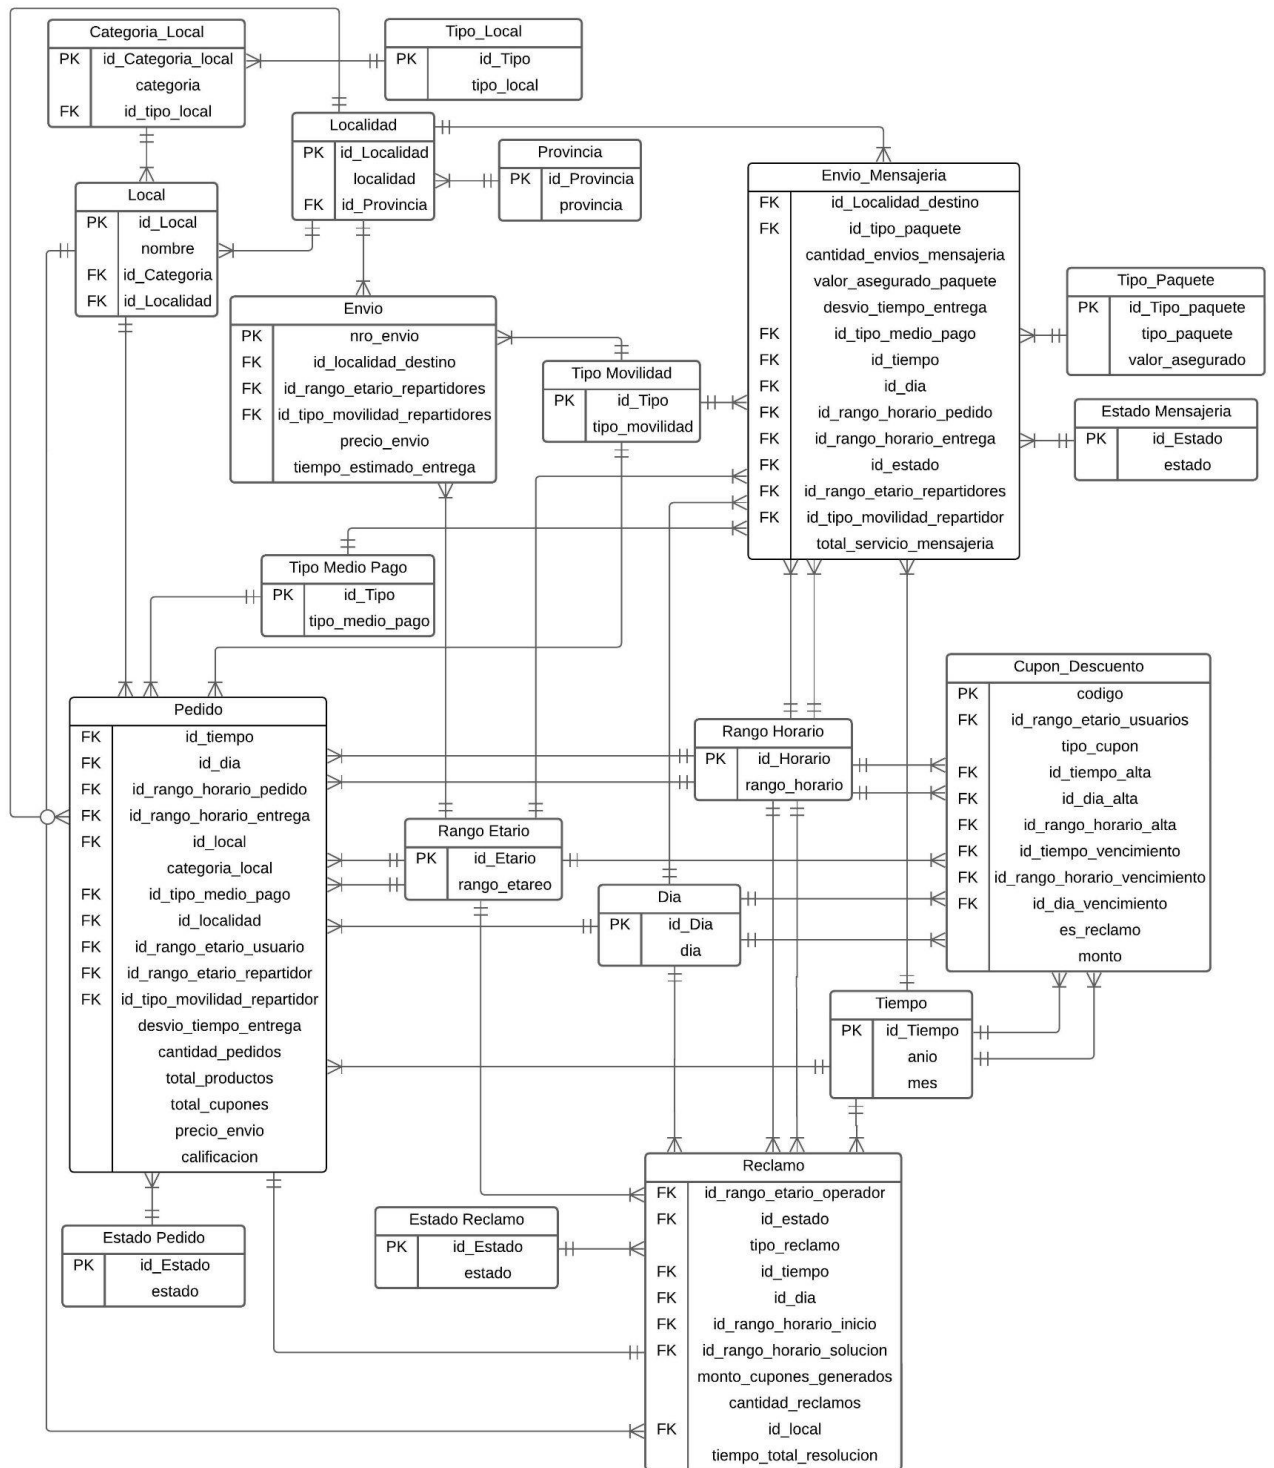 Categoria_Local
PK id_Categoria_local
categoria
FK id_tipo_local
Tipo_Local
PK id_Tipo
tipo_local
Localidad
PK id_Localidad
localidad
FK id_Provincia
Provincia
PK id_Provincia
provincia
Local
PK id_Local
nombre
FK id_Categoria
FK id_Localidad
Envio_Mensajeria
FK id_Localidad_destino
FK id_tipo_paquete
cantidad_envios_mensajeria
valor_asegurado_paquete
desvio_tiempo_entrega
FK id_tipo_medio_pago
FK id_tiempo
FK id_dia
FK id_rango_horario_pedido
FK id_rango_horario_entrega
FK id_estado
FK id_rango_etario_repartidores
FK id_tipo_movilidad_repartidor
total_servicio_mensajeria
Tipo_Paquete
PK id_Tipo_paquete
tipo_paquete
valor_asegurado
Envio
PK nro_envio
FK id_localidad_destino
FK id_rango_etario_repartidores
FK id_tipo_movilidad_repartidores
precio_envio
tiempo_estimado_entrega
Tipo Movilidad
PK id_Tipo
tipo_movilidad
Estado Mensajeria
PK id_Estado
estado
Tipo Medio Pago
PK id_Tipo
tipo_medio_pago
Cupon_Descuento
PK codigo
FK id_rango_etario_usuarios
tipo_cupon
FK id_tiempo_alta
FK id_dia_alta
FK id_rango_horario_alta
FK id_tiempo_vencimiento
FK id_rango_horario_vencimiento
FK id_dia_vencimiento
es_reclamo
monto
Pedido
FK id_tiempo
FK id_dia
FK id_rango_horario_pedido
FK id_rango_horario_entrega
FK id_local
categoria_local
FK id_tipo_medio_pago
FK id_localidad
FK id_rango_etario_usuario
FK id_rango_etario_repartidor
FK id_tipo_movilidad_repartidor
desvio_tiempo_entrega
cantidad_pedidos
total_productos
total_cupones
precio_envio
calificacion
Rango Horario
PK id_Horario
rango_horario
Rango Etario
PK id_Etario
rango_etareo
Dia
PK id_Dia
dia
Tiempo
PK id_Tiempo
anio
mes
Reclamo
FK id_rango_etario_operador
FK id_estado
tipo_reclamo
FK id_tiempo
FK id_dia
FK id_rango_horario_inicio
FK id_rango_horario_solucion
monto_cupones_generados
cantidad_reclamos
FK id_local
tiempo_total_resolucion
Estado Reclamo
PK id_Estado
estado
Estado Pedido
PK id_Estado
estado